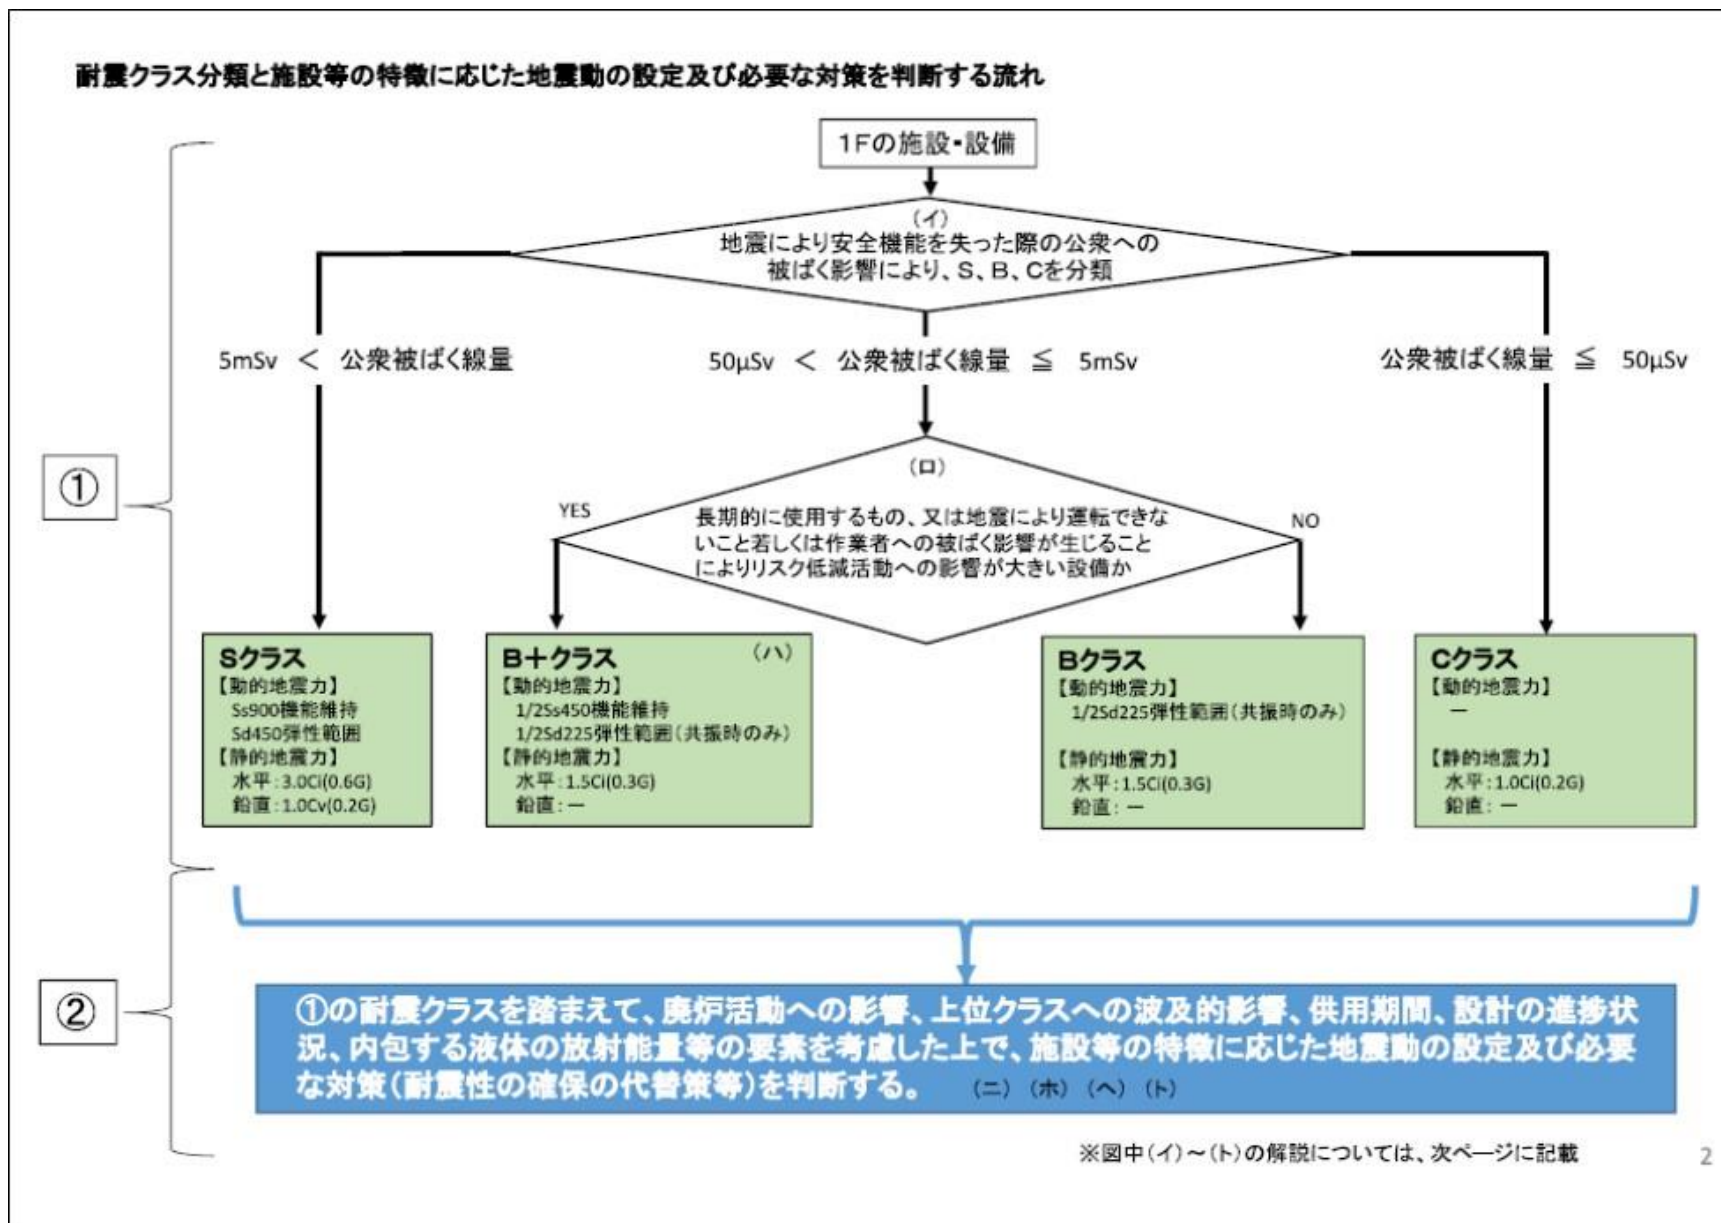 耐震クラス分類と施設等の特徴に応じた地震動の設定及び必要な対策を判断する流れ
1Fの施設・設備
(イ)
地震により安全機能を失った際の公衆への
被ばく影響により、S、B、Cを分類
5mSv < 公衆被ばく線量
50μSv < 公衆被ばく線量 ≦ 5mSv
公衆被ばく線量 ≦ 50μSv
①
(ロ)
YES
NO
長期的に使用するもの、又は地震により運転できな
いこと若しくは作業者への被ばく影響が生じること
によりリスク低減活動への影響が大きい設備か
Sクラス
【動的地震力】
Ss900機能維持
Sd450弾性範囲
【静的地震力】
水平:3.0Ci(0.6G)
鉛直:1.0Cv(0.2G)
B+クラス (ハ)
【動的地震力】
1/2Ss450機能維持
1/2Sd225弾性範囲(共振時のみ)
【静的地震力】
水平:1.5Ci(0.3G)
鉛直:ー
Bクラス
【動的地震力】
1/2Sd225弾性範囲(共振時のみ)
【静的地震力】
水平:1.5Ci(0.3G)
鉛直:ー
Cクラス
【動的地震力】
ー
【静的地震力】
水平:1.0Ci(0.2G)
鉛直:ー
②
①の耐震クラスを踏まえて、廃炉活動への影響、上位クラスへの波及的影響、供用期間、設計の進捗状
況、内包する液体の放射能量等の要素を考慮した上で、施設等の特徴に応じた地震動の設定及び必要
な対策(耐震性の確保の代替策等)を判断する。 (ニ)(ホ)(ヘ)(ト)
※図中(イ)~(ト)の解説については、次ページに記載
2